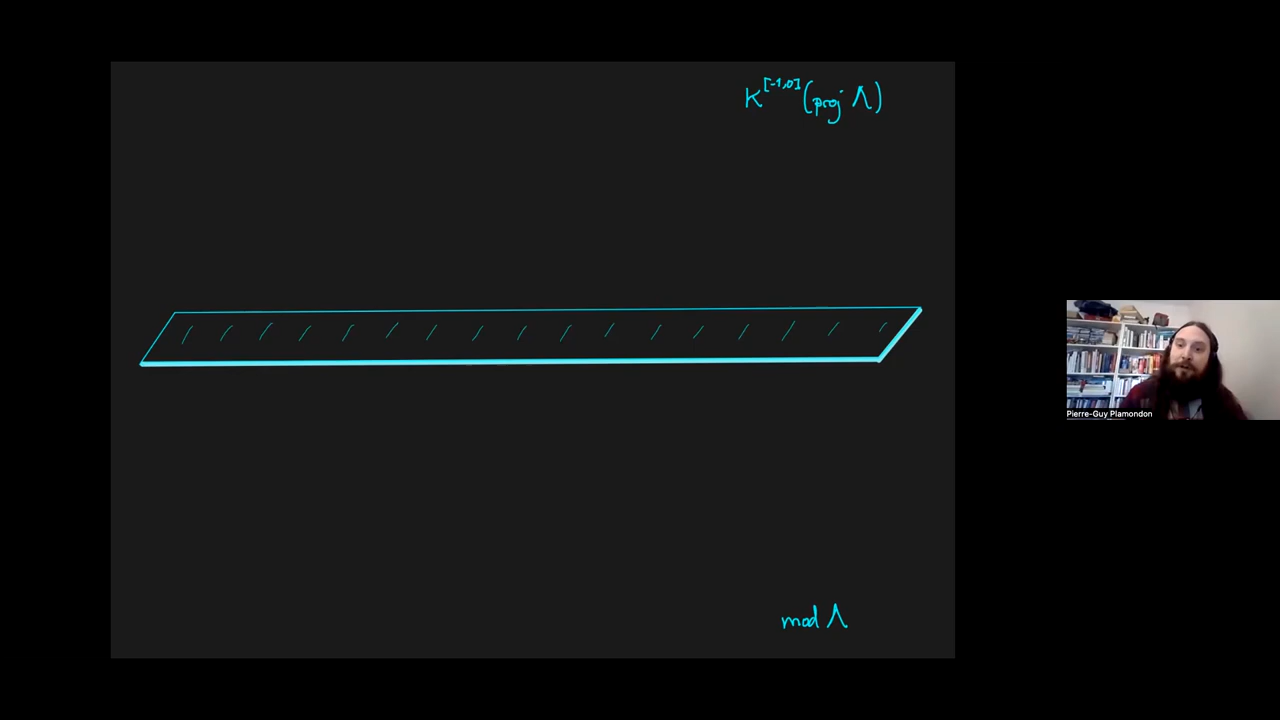 K^[-1,0] (proj Λ)
Pierre-Guy Plamondon
mod Λ